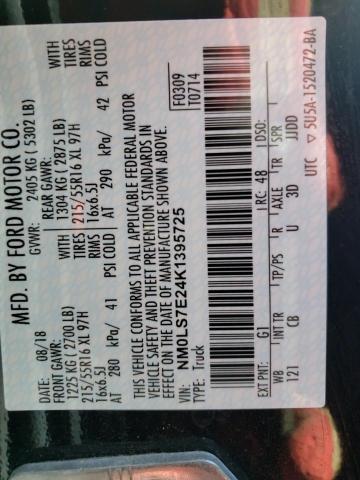 MFD. BY FORD MOTOR CO.
DATE: 08/18 GVWR: 2405 KG (5302 LB)
FRONT GAWR: REAR GAWR:
1225 KG (2700 LB) 1304 KG (2875 LB)
WITH WITH
215/55R16 XL 97H TIRES 215/55R16 XL 97H TIRES
16x6.5J RIMS 16x6.5J RIMS
AT 280 kPa/ 41 PSI COLD AT 290 kPa/ 42 PSI COLD
THIS VEHICLE CONFORMS TO ALL APPLICABLE FEDERAL MOTOR
VEHICLE SAFETY AND THEFT PREVENTION STANDARDS IN
EFFECT ON THE DATE OF MANUFACTURE SHOWN ABOVE.
F0309
T0714
VIN: NM0LS7E24K1395725
TYPE: Truck
EXT PNT: G1 RC: 48 DSO:
WB INT TR TP/PS R AXLE TR SPR
121 CB U 3D JJDD
UTC ▽ 5U5A-1520472-BA